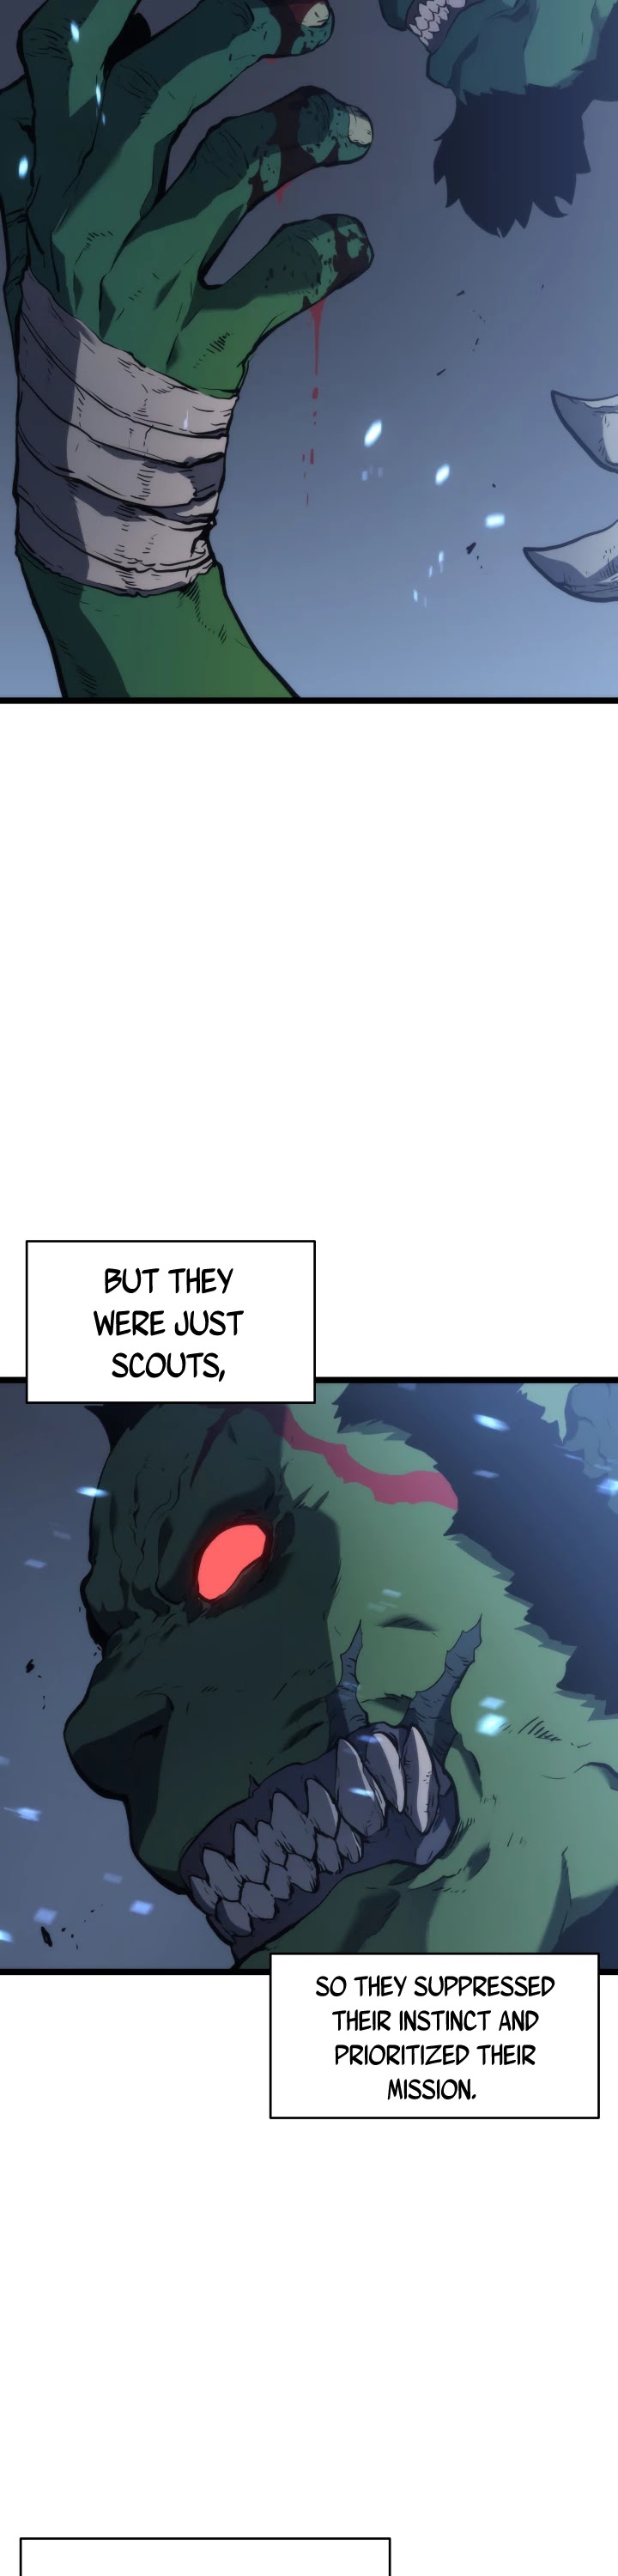 BUT THEY
WERE JUST
SCOUTS,
SO THEY SUPPRESSED
THEIR INSTINCT AND
PRIORITIZED THEIR
MISSION.